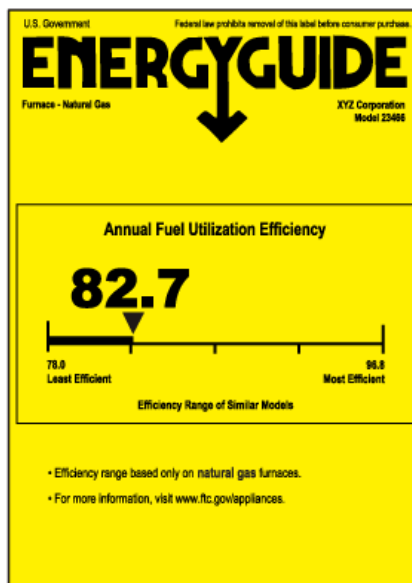 U.S. Government Federal law prohibits removal of this label before consumer purchase.
ENERGYGUIDE
Furnace - Natural Gas XYZ Corporation
Model 23466
Annual Fuel Utilization Efficiency
82.7
78.0 96.8
Least Efficient Most Efficient
Efficiency Range of Similar Models
• Efficiency range based only on natural gas furnaces.
• For more information, visit www.ftc.gov/appliances.